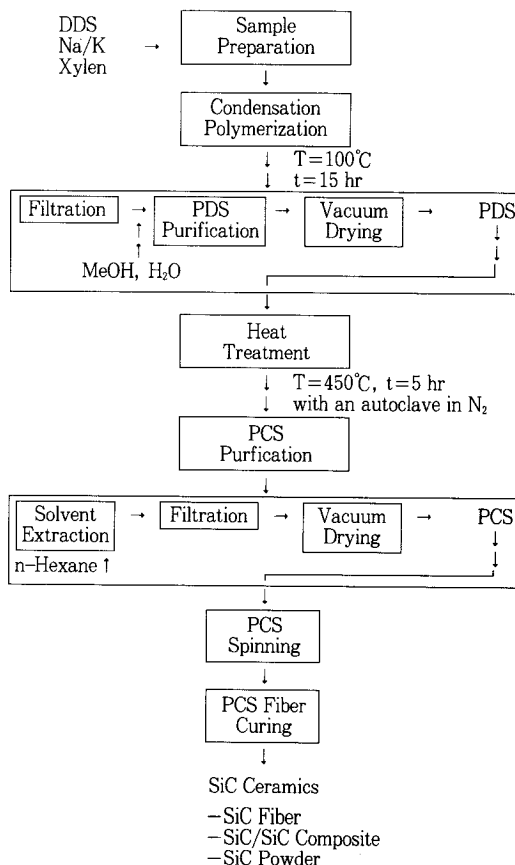 DDS
Na/K
Xylen
→
Sample
Preparation
↓
Condensation
Polymerization
↓ T=100℃
↓ t=15 hr
Filtration → PDS Purification → Vacuum Drying → PDS
↑
↑
MeOH, H₂O
↓
↓
↓
Heat
Treatment
↓ T=450℃, t=5 hr
↓ with an autoclave in N₂
PCS
Purfication
↓
Solvent Extraction → Filtration → Vacuum Drying → PCS
n-Hexane ↑
↓
↓
↓
PCS
Spinning
↓
PCS Fiber
Curing
↓
SiC Ceramics
−SiC Fiber
−SiC/SiC Composite
−SiC Powder